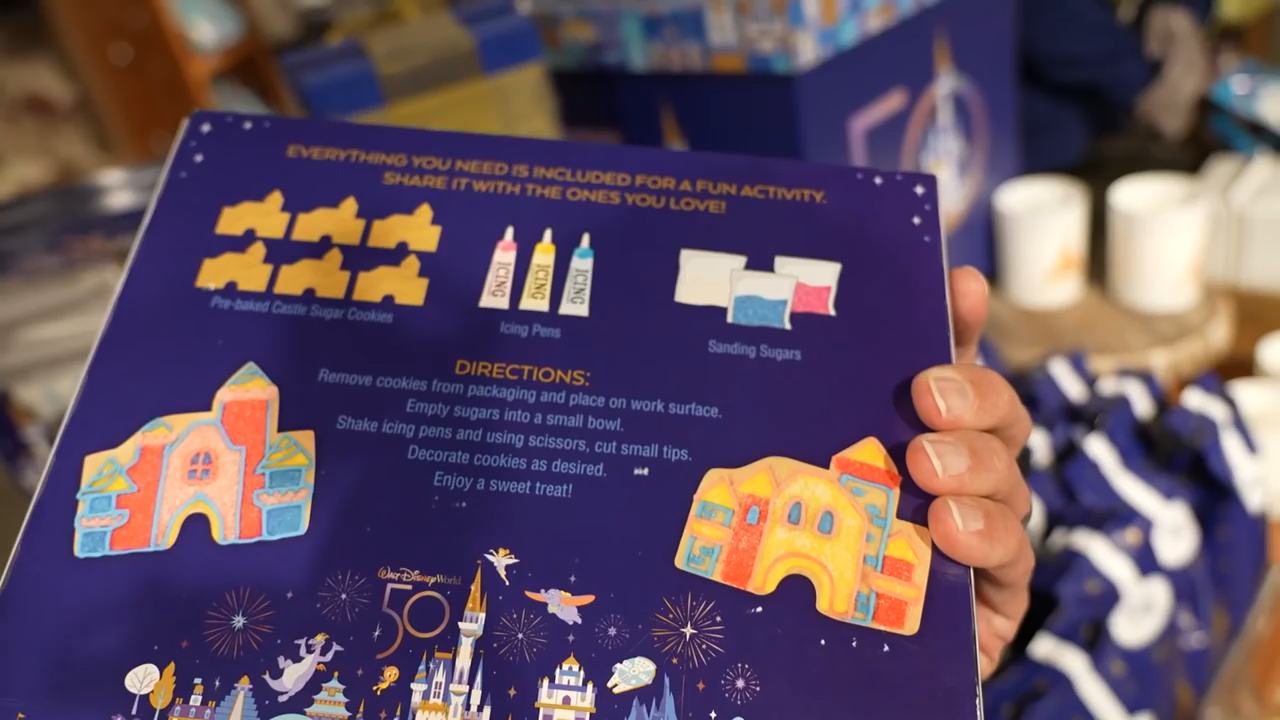 EVERYTHING YOU NEED IS INCLUDED FOR A FUN ACTIVITY.
SHARE IT WITH THE ONES YOU LOVE!
ICING
ICING
ICING
Pre-baked Castle Sugar Cookies
Icing Pens
Sanding Sugars
DIRECTIONS:
Remove cookies from packaging and place on work surface.
Empty sugars into a small bowl.
Shake icing pens and using scissors, cut small tips.
Decorate cookies as desired.
Enjoy a sweet treat!
Walt Disney World
50
50